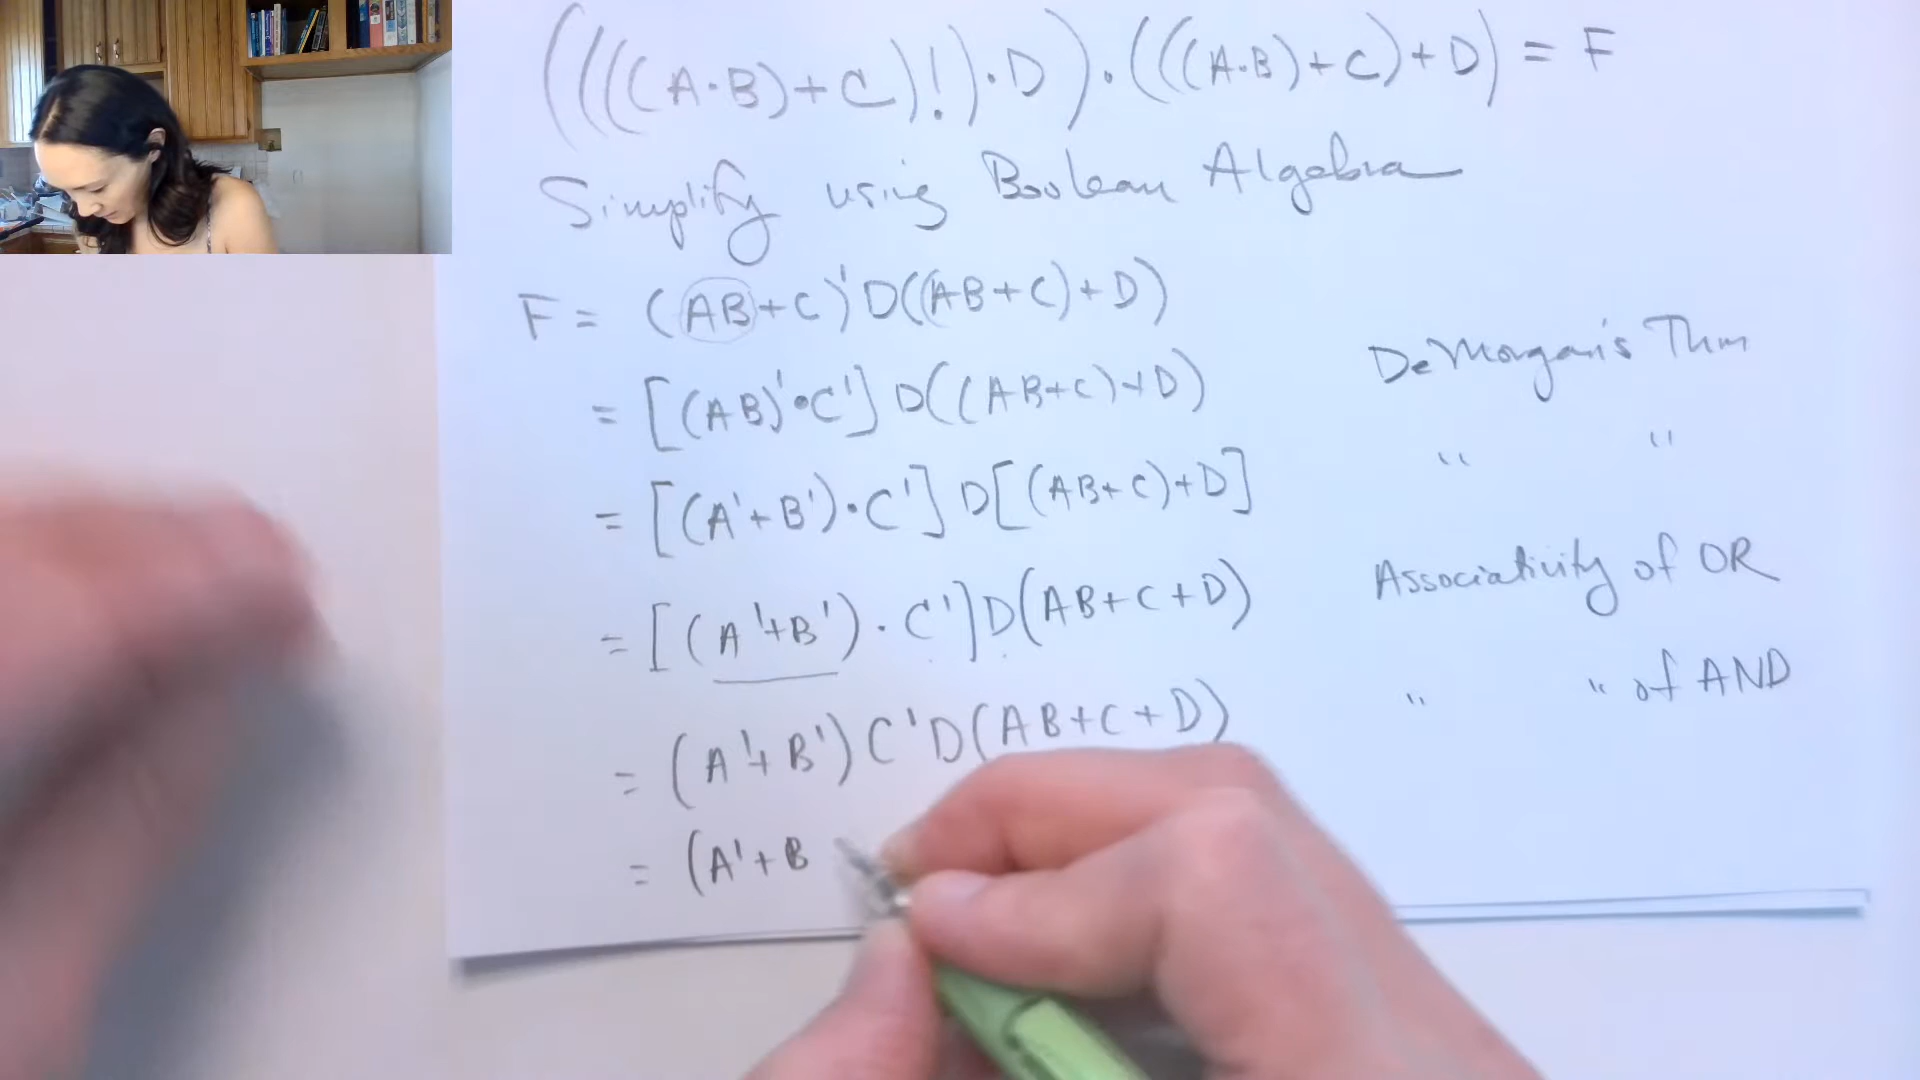 ((((A·B)+C)!)·D)·(((A·B)+C)+D) = F
Simplify using Boolean Algebra
F = (AB+C)'D((AB+C)+D)
= [(AB)'•C'] D((AB+C)+D) DeMorgan's Thm
= [(A'+B')·C'] D[(AB+C)+D] " "
= [(A'+B')·C']D(AB+C+D) Associativity of OR
= (A'+B')C'D(AB+C+D) " " of AND
= (A'+B